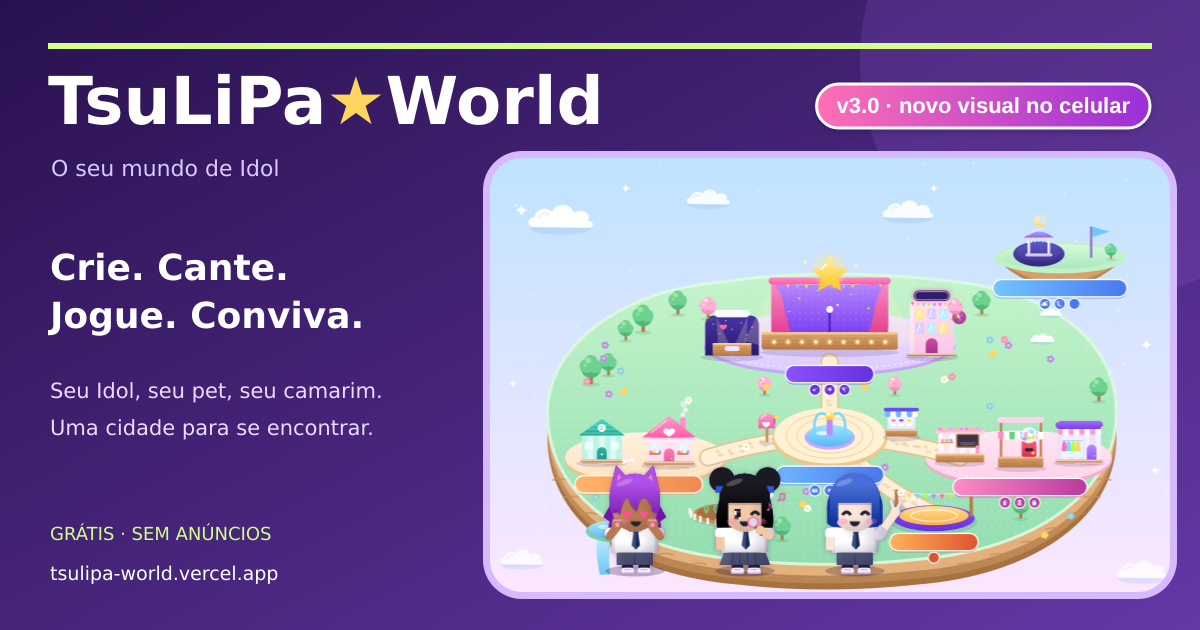 TsuLiPa★World
v3.0 · novo visual no celular
O seu mundo de Idol
Crie. Cante.
Jogue. Conviva.
Seu Idol, seu pet, seu camarim.
Uma cidade para se encontrar.
GRÁTIS · SEM ANÚNCIOS
tsulipa-world.vercel.app